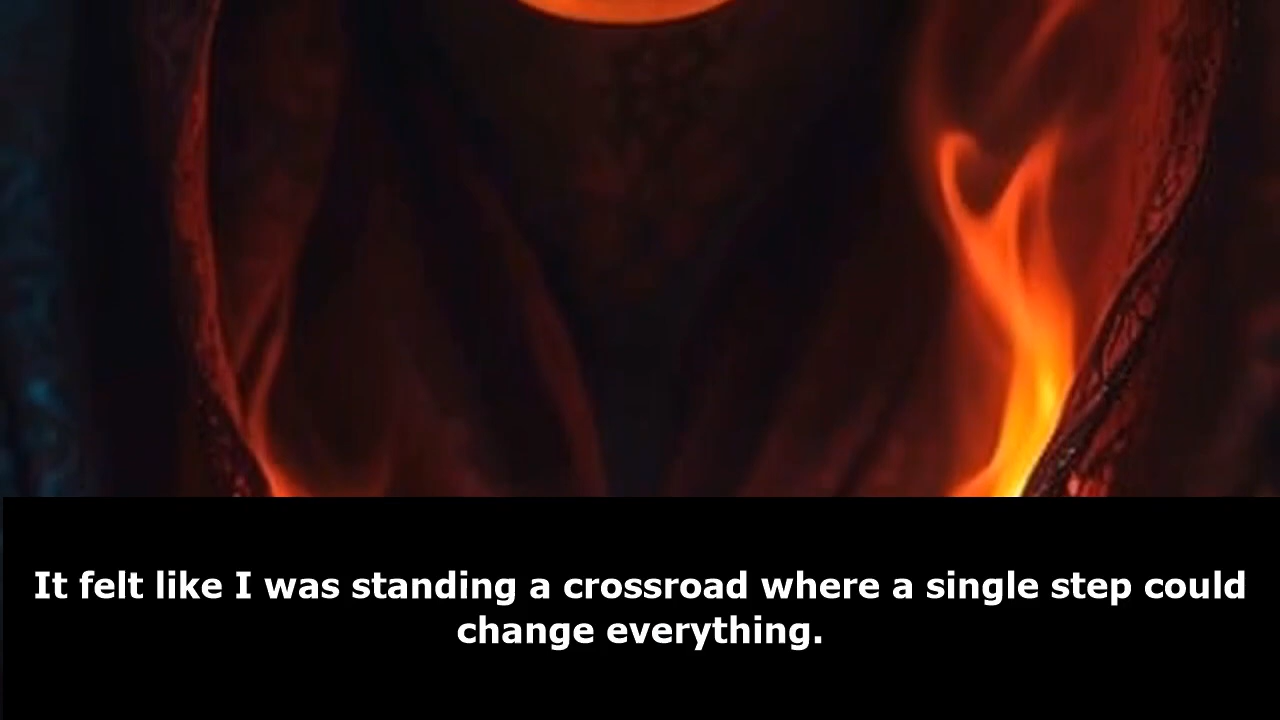 It felt like I was standing a crossroad where a single step could
change everything.